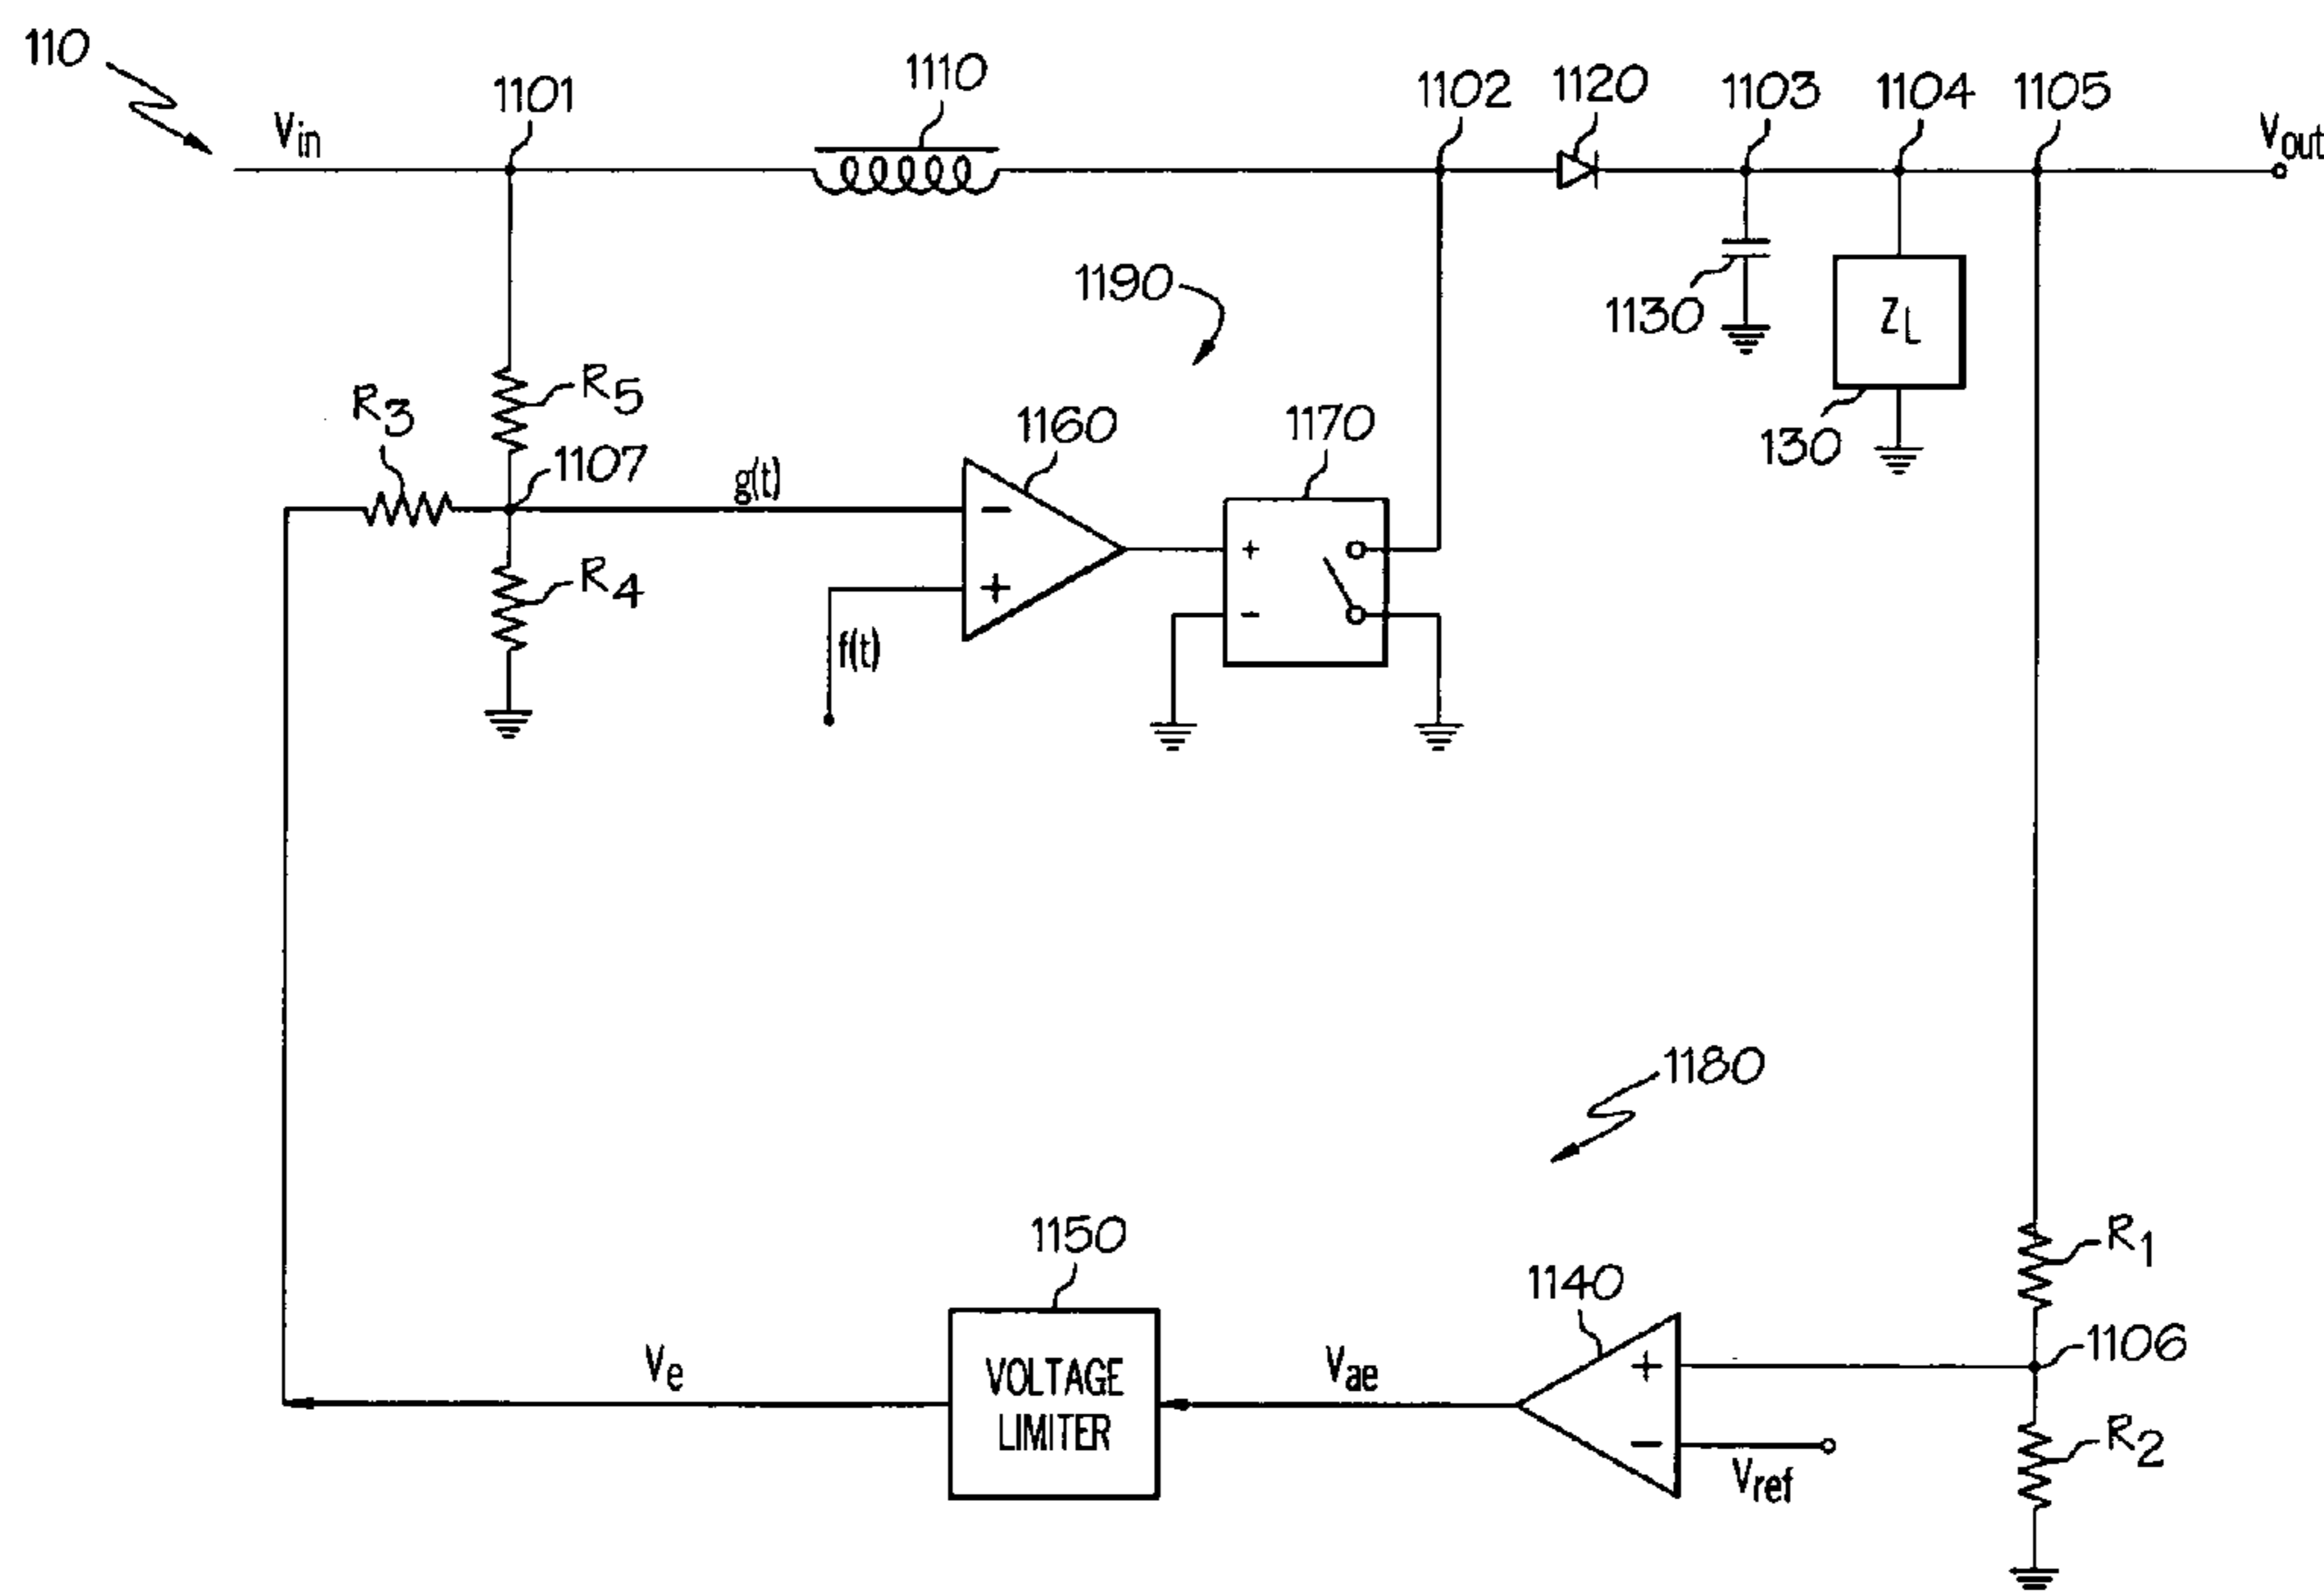 110
Vin
1101
1110
1102
1120
1103
1104
1105
Vout
1190
1130
ZL
130
R3
R5
1107
g(t)
1160
1170
-
+
+
-
R4
f(t)
1180
1150
VOLTAGE
LIMITER
Ve
Vae
1140
+
-
Vref
R1
1106
R2